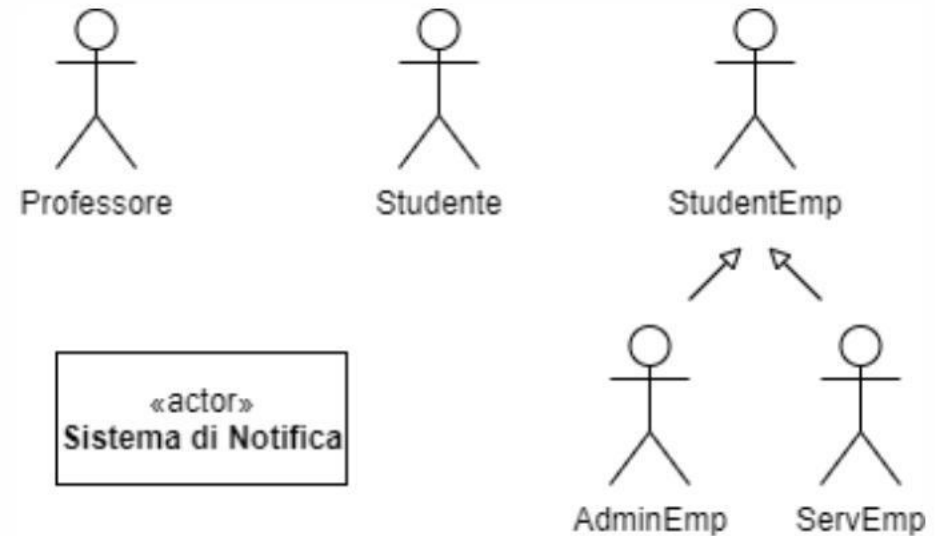 Professore
Studente
StudentEmp
«actor»
Sistema di Notifica
AdminEmp
ServEmp